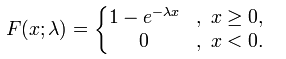 F(x;λ) = { 1 − e^{−λx} , x ≥ 0,
0 , x < 0.